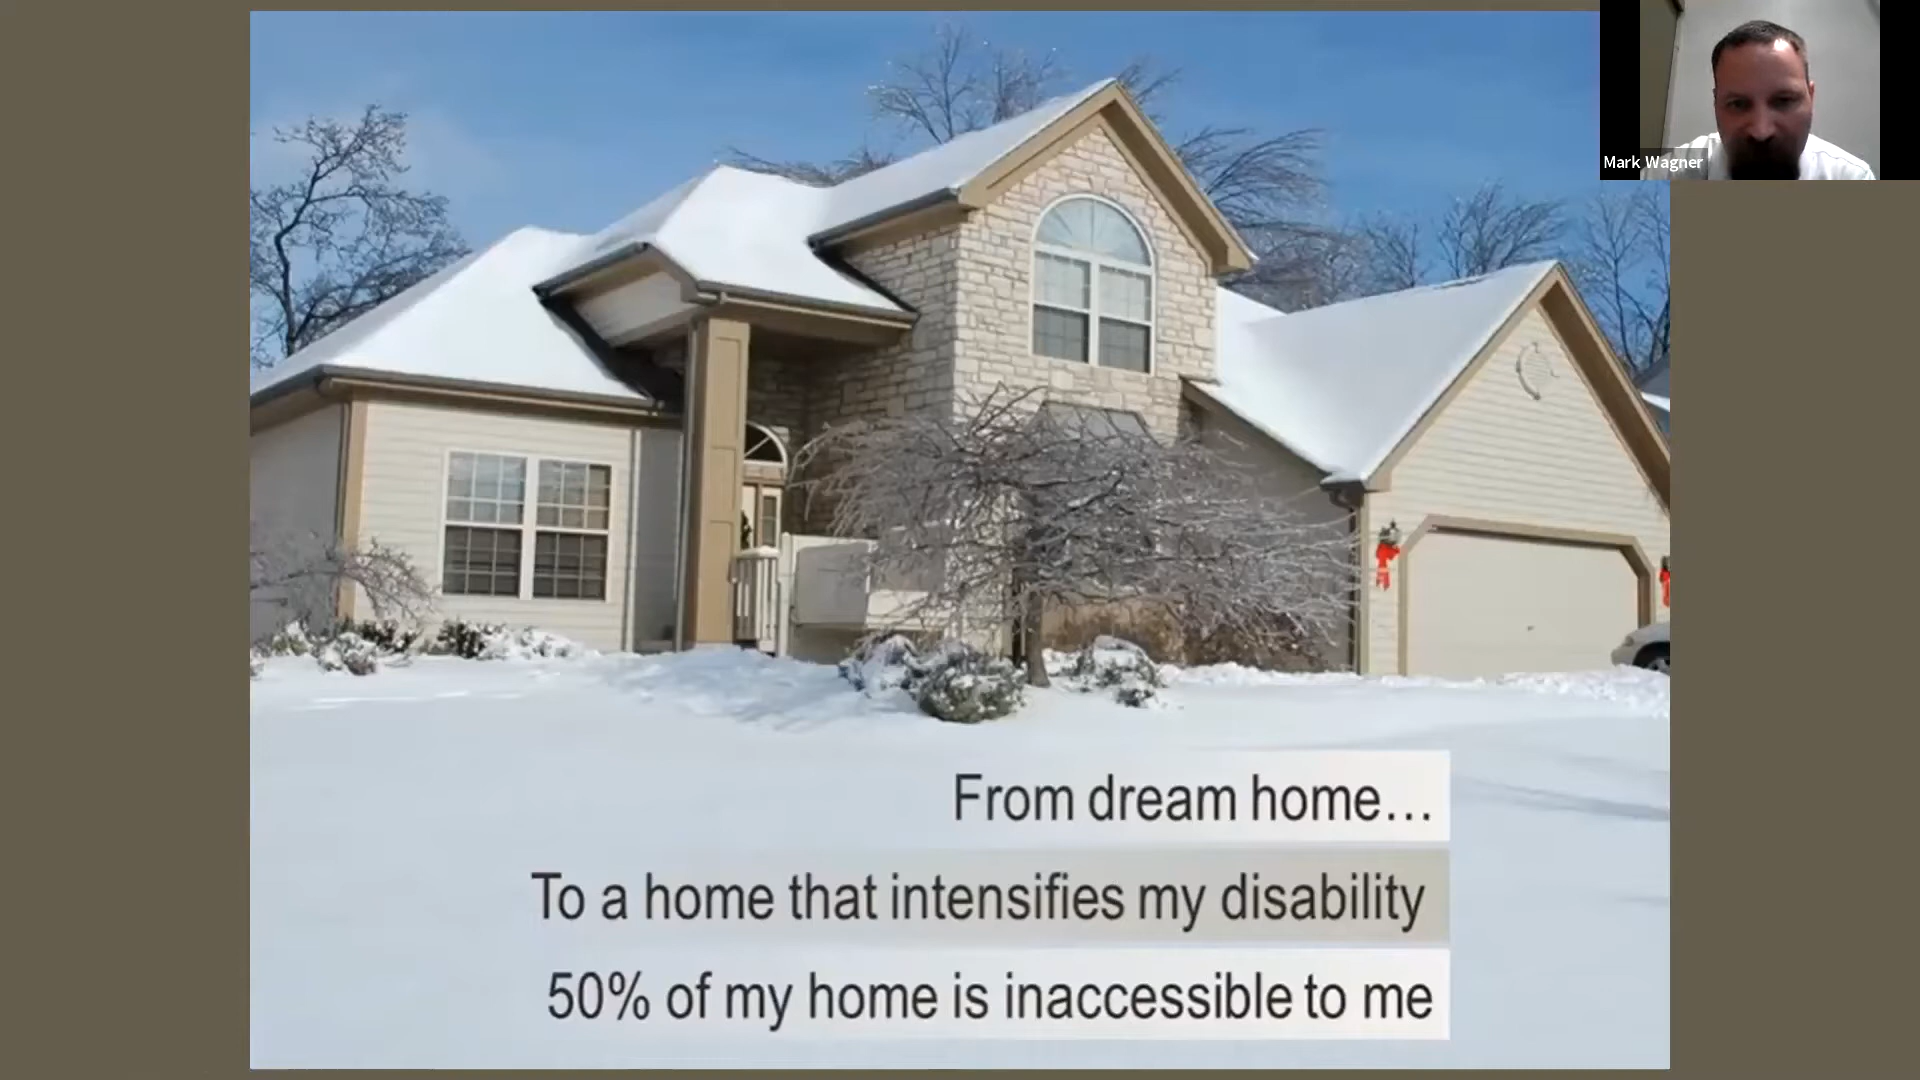 Mark Wagner
From dream home...
To a home that intensifies my disability
50% of my home is inaccessible to me